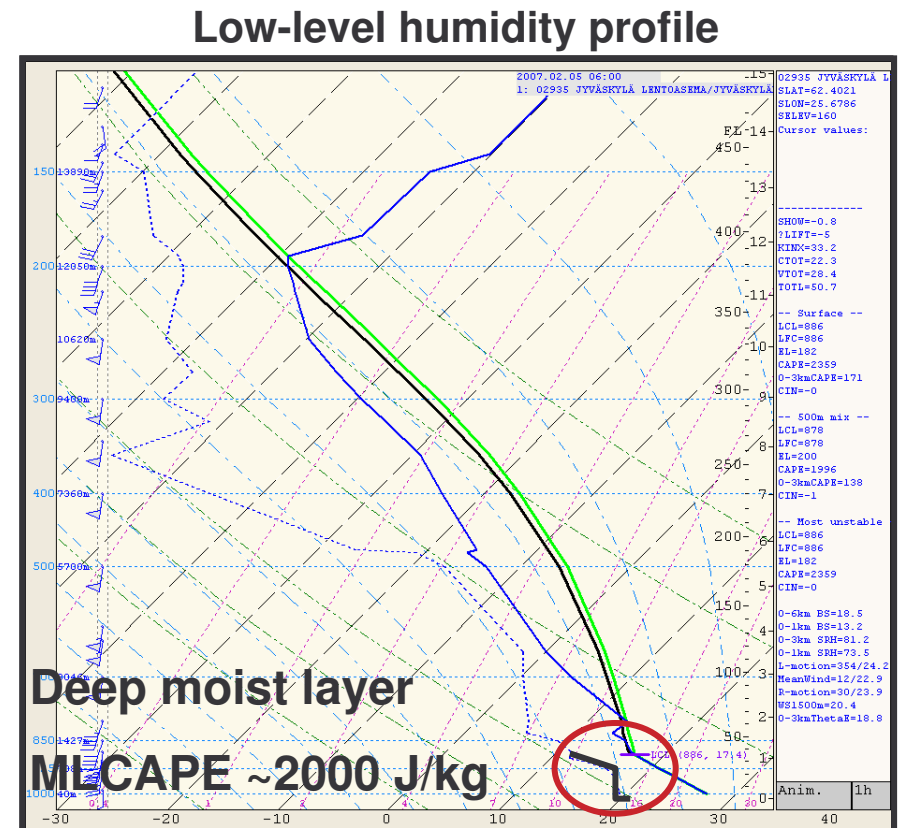 Low-level humidity profile
2007.02.05 06:00
1: 02935 JYVÄSKYLÄ LENTOASEMA/JYVÄSKYLÄ
02935 JYVÄSKYLÄ L
SLAT=62.4021
SLON=25.6786
SELEV=160
Cursor values:
------------
SHOW=-0.8
?LIFT=-5
KINX=33.2
CTOT=22.3
VTOT=28.4
TOTL=50.7
-- Surface --
LCL=886
LFC=886
EL=182
CAPE=2359
0-3kmCAPE=171
CIN=-0
-- 500m mix --
LCL=878
LFC=878
EL=200
CAPE=1996
0-3kmCAPE=138
CIN=-1
-- Most unstable
LCL=886
LFC=886
EL=182
CAPE=2359
CIN=-0
0-6km BS=18.5
0-1km BS=13.2
0-3km SRH=81.2
0-1km SRH=73.5
L-motion=354/24.2
MeanWind=12/22.9
R-motion=30/23.9
WS1500m=20.4
0-3kmThetaE=18.8
Anim. 1h
FL
15
14
13
12
11
10
9
8
7
6
5
4
3
2
1
0
450
400
350
300
250
200
150
100
50
150 13890m
200 12050m
10620m
300 9400m
400 7360m
500 5700m
850 1427m
1000 40m
Deep moist layer
MLCAPE ~2000 J/kg
LCL (886, 17.4)
1 2 4 7 10 16 20 30
-30 -20 -10 0 10 20 30 40